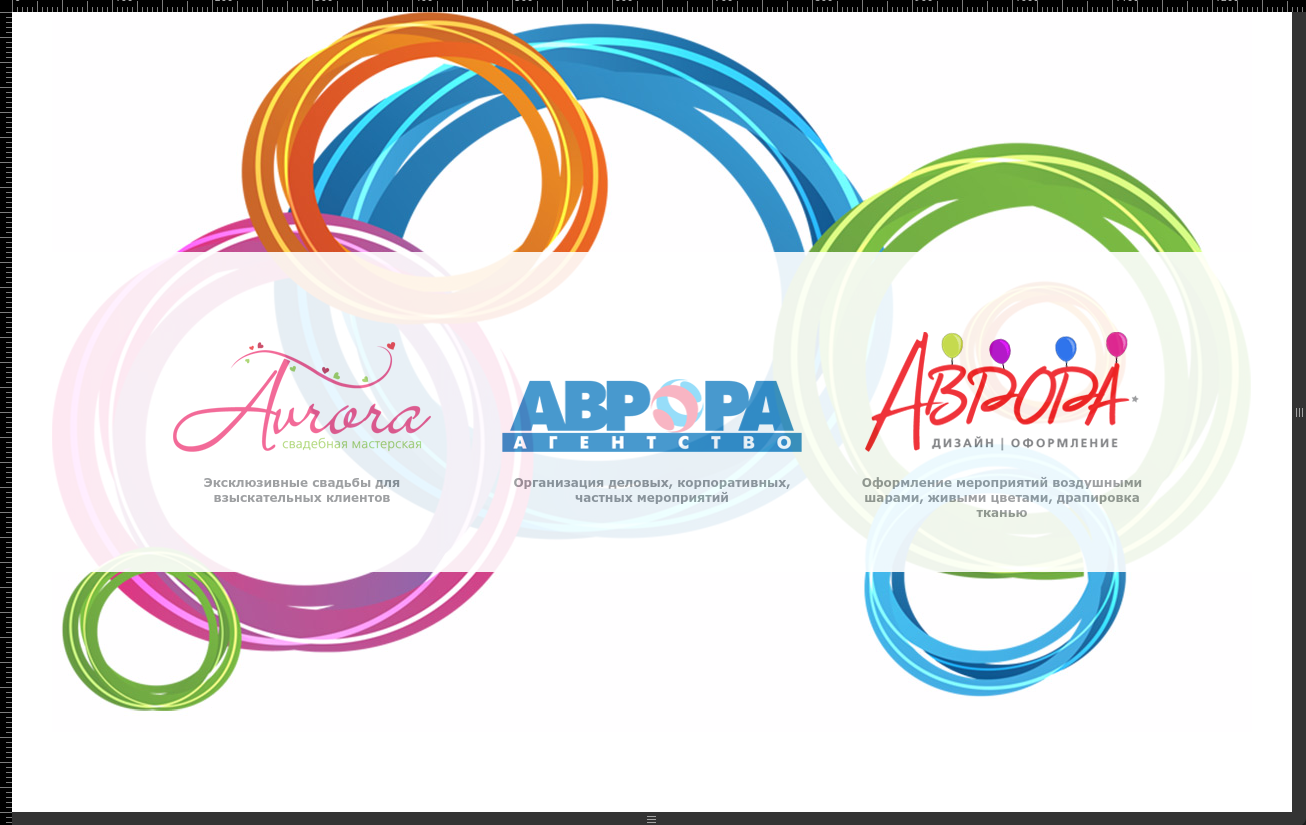 Aurora
свадебная мастерская
Эксклюзивные свадьбы для
взыскательных клиентов
АВРОРА
АГЕНТСТВО
Организация деловых, корпоративных,
частных мероприятий
АВРОРА
ДИЗАЙН | ОФОРМЛЕНИЕ
Оформление мероприятий воздушными
шарами, живыми цветами, драпировка
тканью